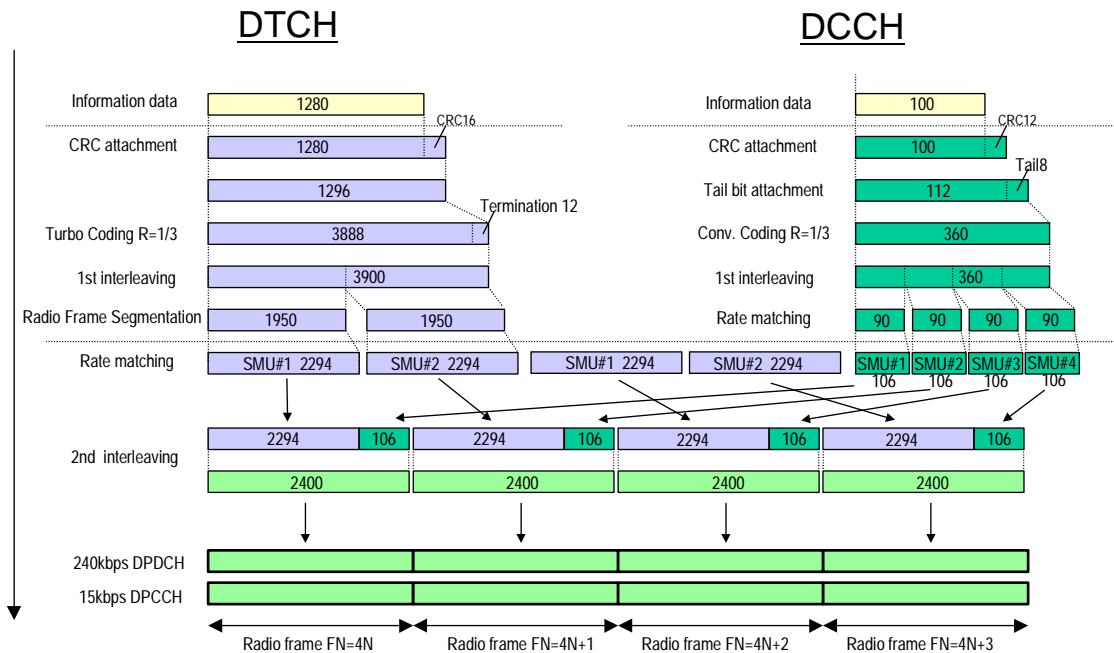 DTCH DCCH
Information data 1280 Information data 100
CRC16 CRC12
CRC attachment 1280 CRC attachment 100
Tail8
1296 Tail bit attachment 112
Termination 12
Turbo Coding R=1/3 3888 Conv. Coding R=1/3 360
1st interleaving 3900 1st interleaving 360
Radio Frame Segmentation 1950 1950 Rate matching 90 90 90 90
Rate matching SMU#1 2294 SMU#2 2294 SMU#1 2294 SMU#2 2294 SMU#1 SMU#2 SMU#3 SMU#4
106 106 106 106
2294 106 2294 106 2294 106 2294 106
2nd interleaving
2400 2400 2400 2400
240kbps DPDCH
15kbps DPCCH
Radio frame FN=4N Radio frame FN=4N+1 Radio frame FN=4N+2 Radio frame FN=4N+3